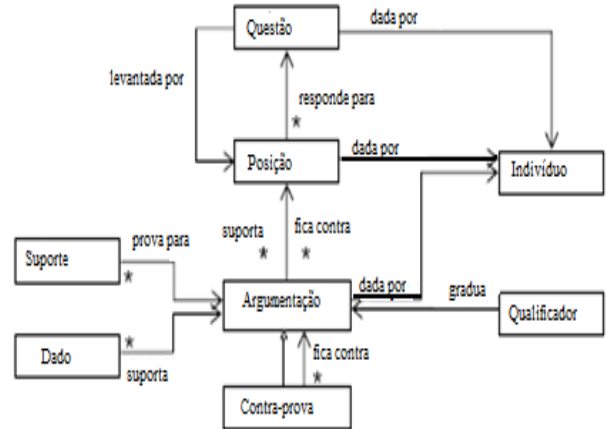 Questão
dada por
levantada por
responde para
*
Posição
dada por
Indivíduo
suporta
*
fica contra
*
Suporte
prova para
*
Argumentação
dada por
gradua
Qualificador
Dado
*
suporta
fica contra
*
Contra-prova